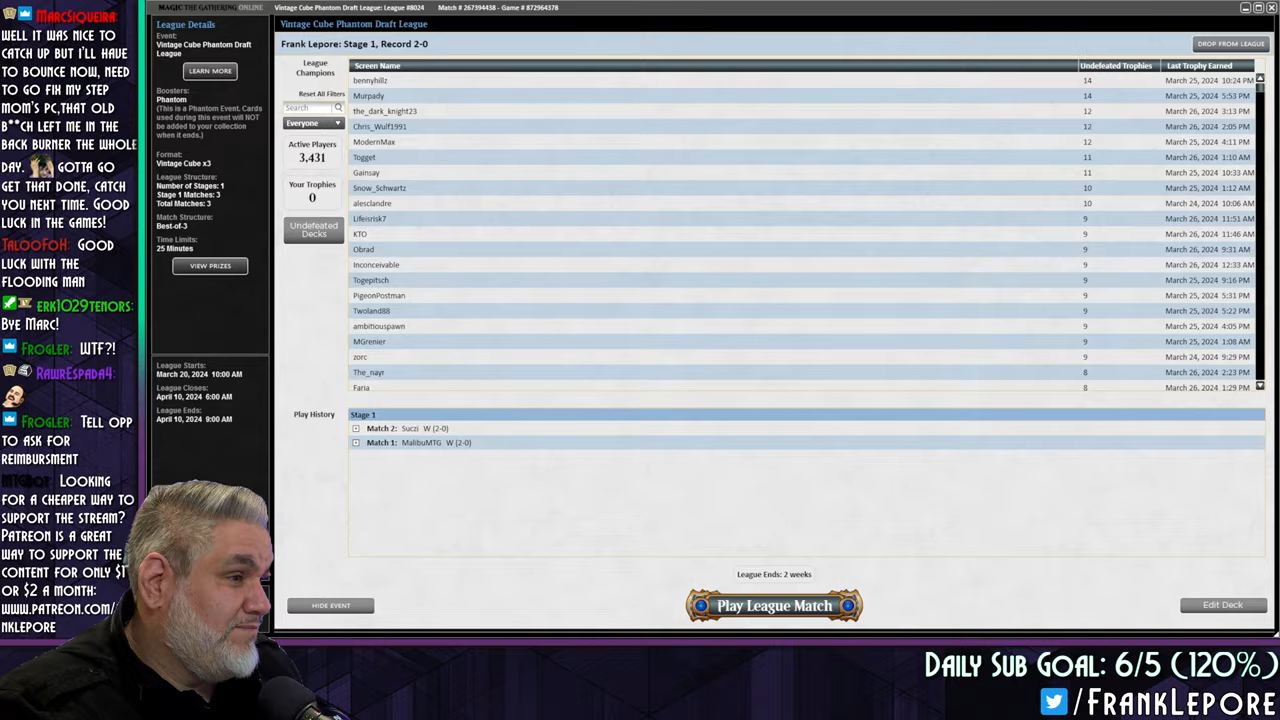 MarcSiqueira:
Well it was nice to
catch up but I'll have
to bounce now, need
to go fix my step
mom's PC,that old
b**ch left me in the
back burner the whole
day. Gotta go
get that done, catch
you next time. Good
luck in the games!
TalooFoh: Good
luck with the
flooding man
erk1029tenors:
Bye Marc!
Frogler: WTF?!
RawrEspada4:
Frogler: Tell opp
to ask for
reimbursment
Looking
for a cheaper way to
support the stream?
Patreon is a great
way to support the
content for only $1
or $2 a month:
www.patreon.com/
nklepore
MAGIC THE GATHERING ONLINE
Vintage Cube Phantom Draft League: League #8024 Match # 267394438 - Game # 872964378
League Details
Event:
Vintage Cube Phantom Draft
League
LEARN MORE
Boosters:
Phantom
(This is a Phantom Event. Cards
used during this event will NOT
be added to your collection
when it ends.)
Format:
Vintage Cube x3
League Structure:
Number of Stages: 1
Stage 1 Matches: 3
Total Matches: 3
Match Structure:
Best-of-3
Time Limits:
25 Minutes
VIEW PRIZES
League Starts:
March 20, 2024 10:00 AM
League Closes:
April 10, 2024 6:00 AM
League Ends:
April 10, 2024 9:00 AM
Vintage Cube Phantom Draft League
Frank Lepore: Stage 1, Record 2-0
DROP FROM LEAGUE
League
Champions
Reset All Filters
Search
Everyone
Active Players
3,431
Your Trophies
0
Undefeated
Decks
Screen Name Undefeated Trophies Last Trophy Earned
bennyhillz 14 March 25, 2024 10:24 PM
Murpady 14 March 25, 2024 5:53 PM
the_dark_knight23 12 March 26, 2024 3:13 PM
Chris_Wulf1991 12 March 26, 2024 2:05 PM
ModernMax 12 March 25, 2024 4:11 PM
Togget 11 March 26, 2024 1:10 AM
Gainsay 11 March 25, 2024 10:33 AM
Snow_Schwartz 10 March 25, 2024 1:12 AM
alesclandre 10 March 24, 2024 10:06 AM
Lifeisrisk7 9 March 26, 2024 11:51 AM
KTO 9 March 26, 2024 11:46 AM
Obrad 9 March 26, 2024 9:31 AM
Inconceivable 9 March 26, 2024 12:33 AM
Togepitsch 9 March 25, 2024 9:16 PM
PigeonPostman 9 March 25, 2024 5:31 PM
Twoland88 9 March 25, 2024 5:22 PM
ambitiouspawn 9 March 25, 2024 4:05 PM
MGrenier 9 March 25, 2024 1:08 AM
zorc 9 March 24, 2024 9:29 PM
The_nayr 8 March 26, 2024 2:23 PM
Faria 8 March 26, 2024 1:29 PM
Play History
Stage 1
Match 2: Suczi W (2-0)
Match 1: MalibuMTG W (2-0)
League Ends: 2 weeks
HIDE EVENT
Play League Match
Edit Deck
Daily Sub Goal: 6/5 (120%)
/FrankLepore